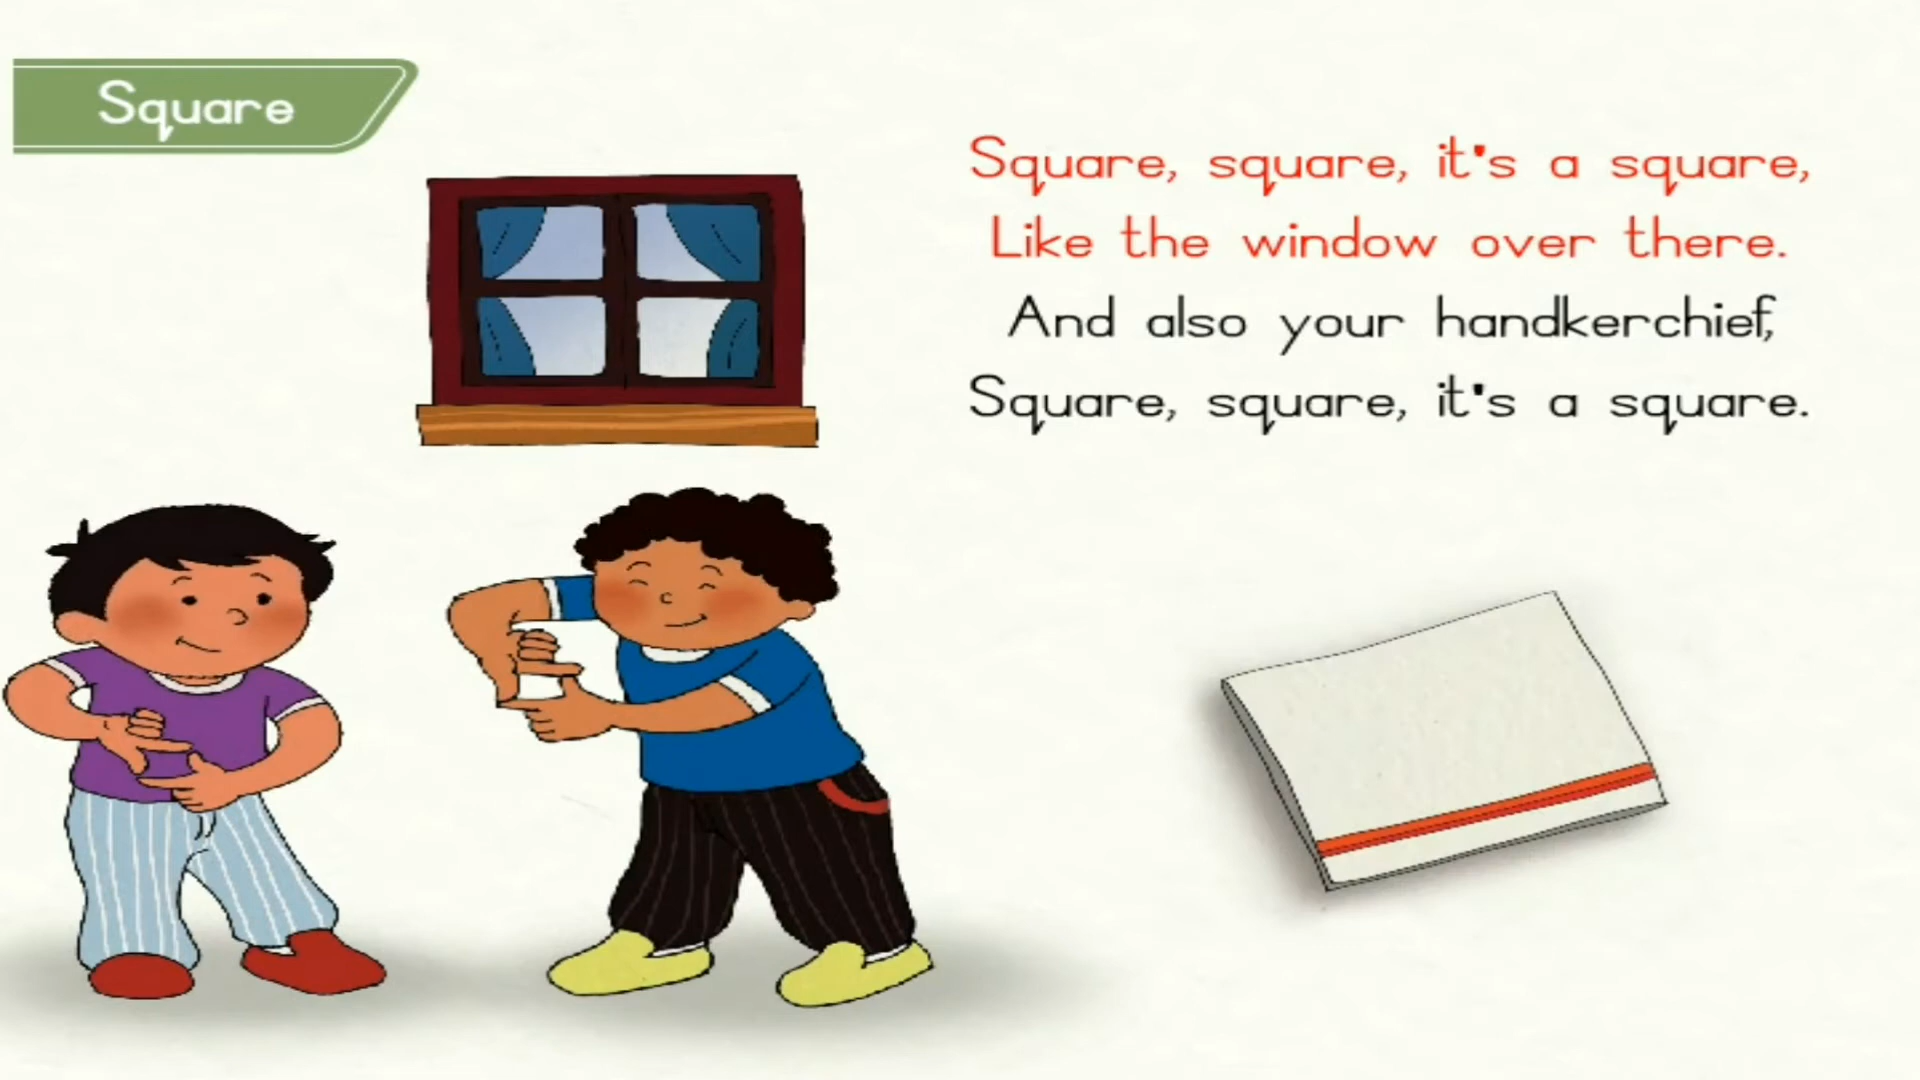 Square
Square, square, it's a square,
Like the window over there.
And also your handkerchief,
Square, square, it's a square.